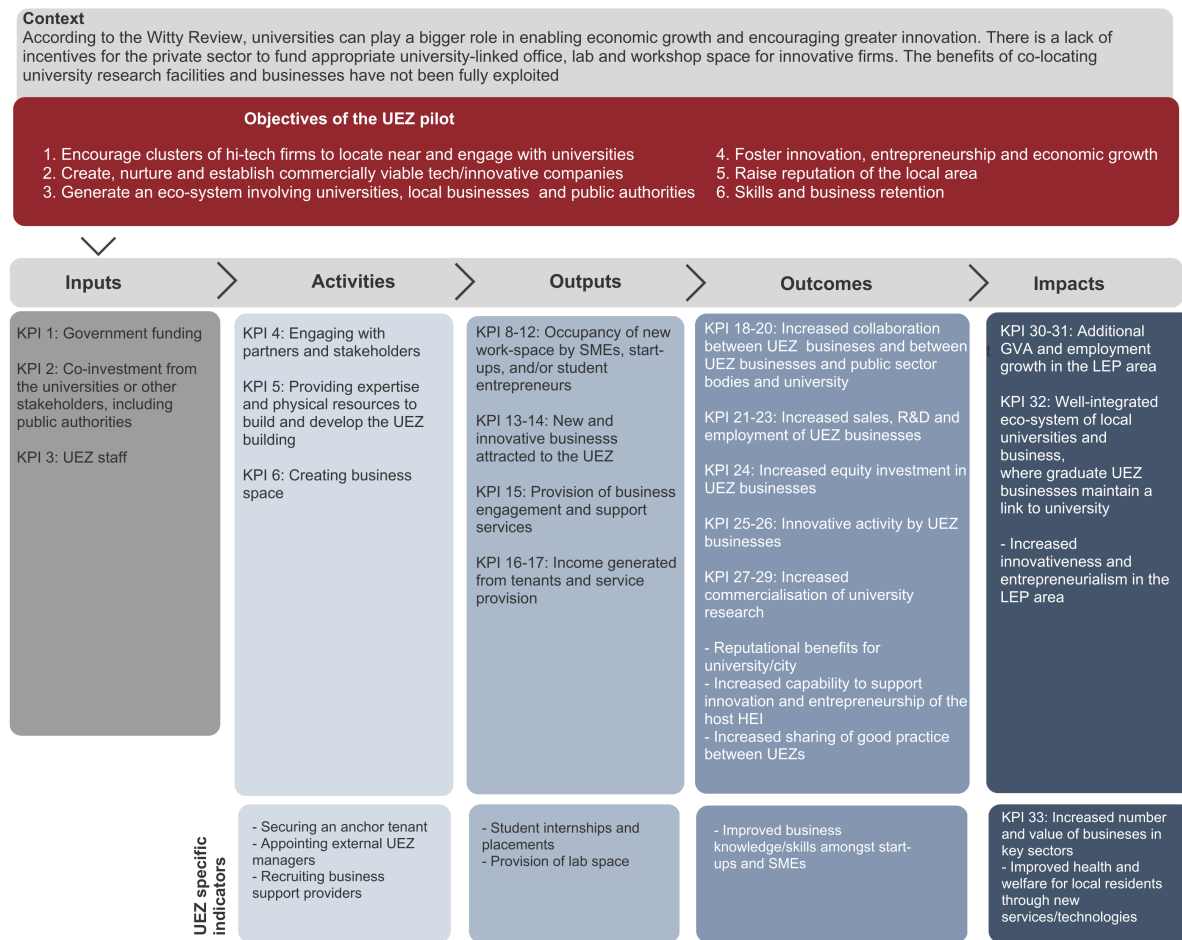 Context
According to the Witty Review, universities can play a bigger role in enabling economic growth and encouraging greater innovation. There is a lack of
incentives for the private sector to fund appropriate university-linked office, lab and workshop space for innovative firms. The benefits of co-locating
university research facilities and businesses have not been fully exploited
Objectives of the UEZ pilot
1. Encourage clusters of hi-tech firms to locate near and engage with universities
2. Create, nurture and establish commercially viable tech/innovative companies
3. Generate an eco-system involving universities, local businesses  and public authorities
4. Foster innovation, entrepreneurship and economic growth
5. Raise reputation of the local area
6. Skills and business retention
Inputs
Activities
Outputs
Outcomes
Impacts
KPI 1: Government funding
KPI 2: Co-investment from
the universities or other
stakeholders, including
public authorities
KPI 3: UEZ staff
KPI 4: Engaging with
partners and stakeholders
KPI 5: Providing expertise
and physical resources to
build and develop the UEZ
building
KPI 6: Creating business
space
KPI 8-12: Occupancy of new
work-space by SMEs, start-
ups, and/or student
entrepreneurs
KPI 13-14: New and
innovative businesss
attracted to the UEZ
KPI 15: Provision of business
engagement and support
services
KPI 16-17: Income generated
from tenants and service
provision
KPI 18-20: Increased collaboration
between UEZ  busineses and between
UEZ businesses and public sector
bodies and university
KPI 21-23: Increased sales, R&D and
employment of UEZ businesses
KPI 24: Increased equity investment in
UEZ businesses
KPI 25-26: Innovative activity by UEZ
businesses
KPI 27-29: Increased
commercialisation of university
research
- Reputational benefits for
university/city
- Increased capability to support
innovation and entrepreneurship of the
host HEI
- Increased sharing of good practice
between UEZs
t
KPI 30-31: Additional
GVA and employment
growth in the LEP area
KPI 32: Well-integrated
eco-system of local
universities and
business,
where graduate UEZ
businesses maintain a
link to university
- Increased
innovativeness and
entrepreneurialism in the
LEP area
UEZ specific
indicators
- Securing an anchor tenant
- Appointing external UEZ
managers
- Recruiting business
support providers
- Student internships and
placements
- Provision of lab space
- Improved business
knowledge/skills amongst start-
ups and SMEs
KPI 33: Increased number
and value of busineses in
key sectors
- Improved health and
welfare for local residents
through new
services/technologies